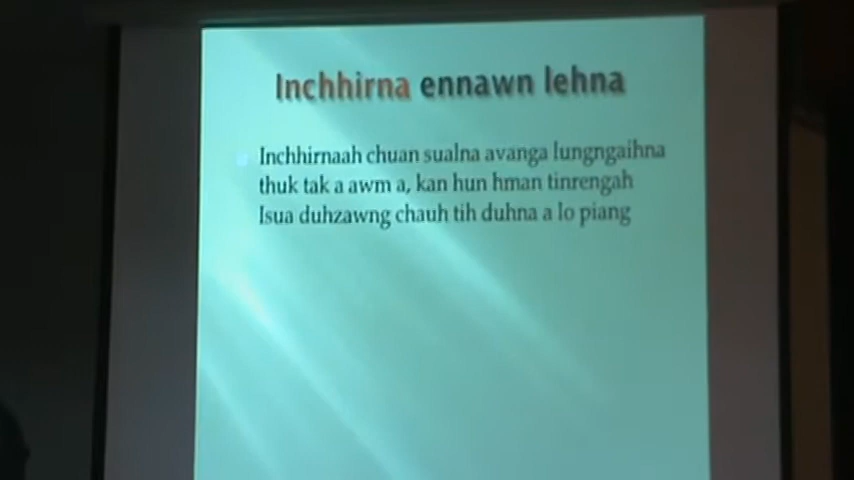 Inchhirna ennawn lehna
Inchhirnaah chuan sualna avanga lungngaihna
thuk tak a awm a, kan hun hman tinrengah
Isua duhzawng chauh tih duhna a lo piang